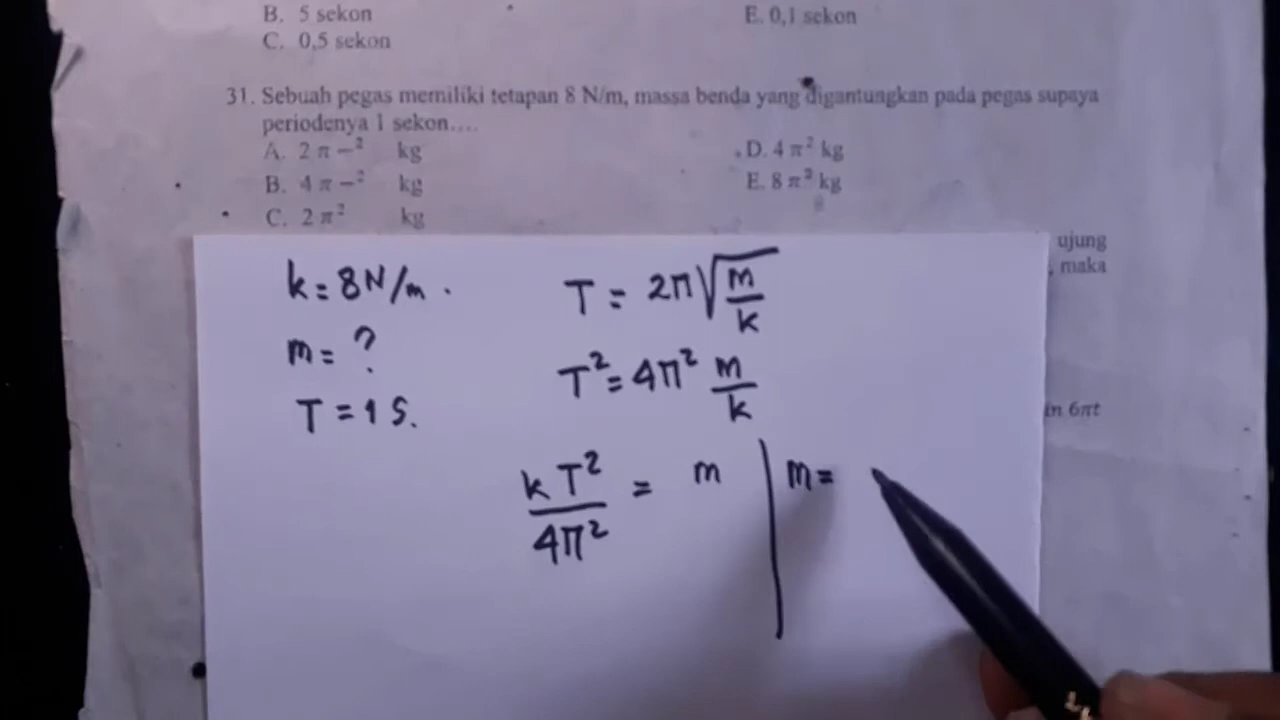 B. 5 sekon
E. 0,1 sekon
C. 0,5 sekon
31. Sebuah pegas memiliki tetapan 8 N/m, massa benda yang digantungkan pada pegas supaya
periodenya 1 sekon....
A. 2 π −² kg
D. 4 π² kg
B. 4 π −² kg
E. 8 π² kg
C. 2 π² kg
ujung
, maka
in 6πt
k = 8 N/m .
m = ?
T = 1 S.
T = 2π√(m/k)
T² = 4π² m/k
kT²/4π² = m
m =